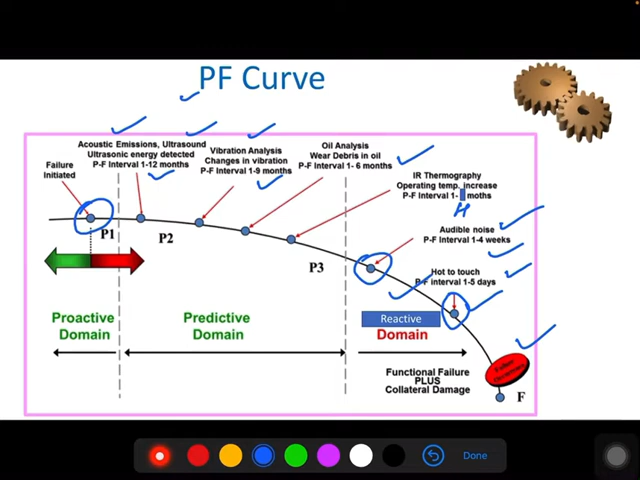 PF Curve
Acoustic Emissions, Ultrasound
Ultrasonic energy detected
P-F Interval 1-12 months
Failure
Initiated
Vibration Analysis
Changes in vibration
P-F Interval 1-9 months
Oil Analysis
Wear Debris in oil
P-F Interval 1- 6 months
IR Thermography
Operating temp. increase
P-F Interval 1- moths
Audible noise
P-F Interval 1-4 weeks
Hot to touch
P-F interval 1-5 days
P1
P2
P3
Proactive
Domain
Predictive
Domain
Reactive
Domain
Functional Failure
PLUS
Collateral Damage
F
Done